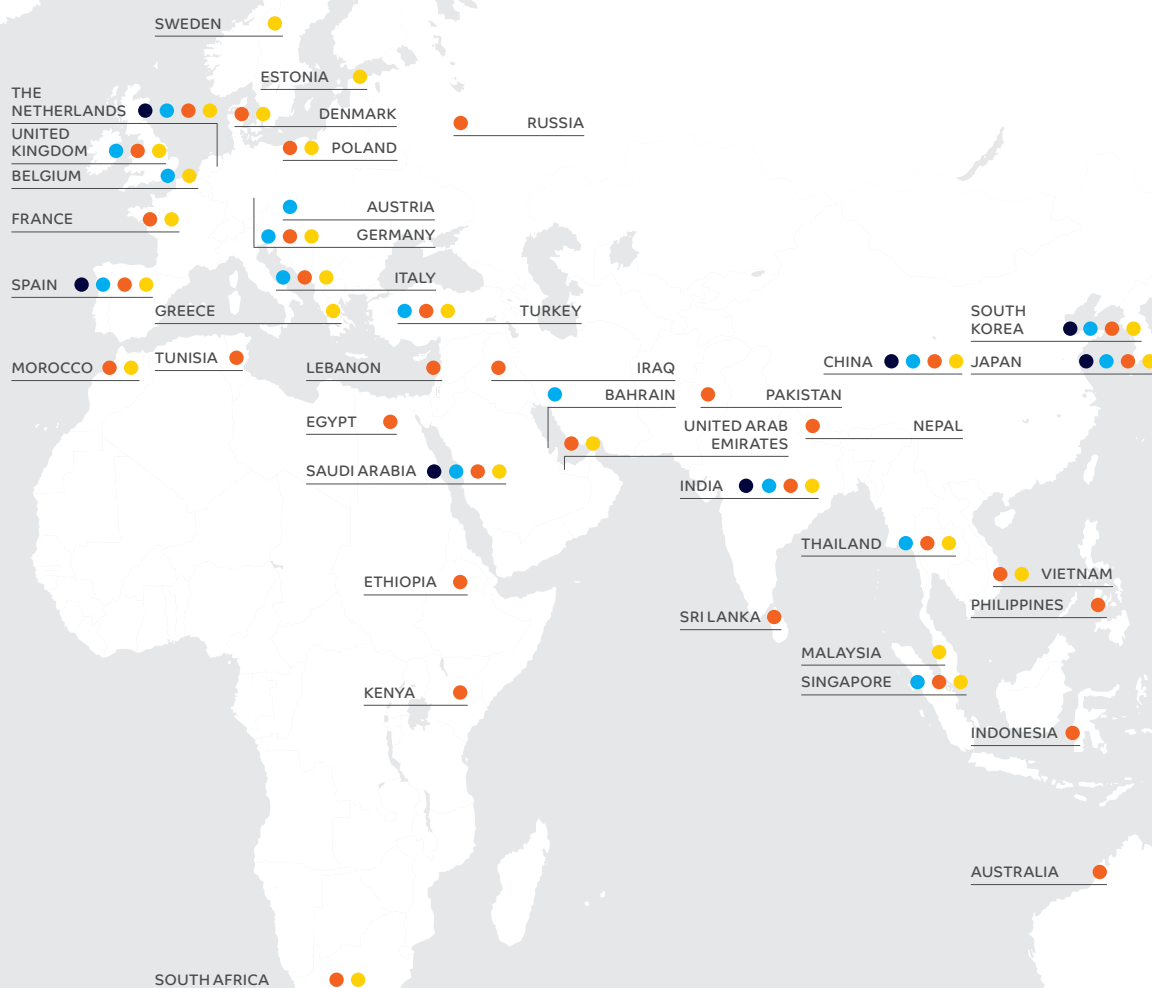 SWEDEN
ESTONIA
THE
NETHERLANDS
DENMARK
RUSSIA
UNITED
KINGDOM
POLAND
BELGIUM
AUSTRIA
FRANCE
GERMANY
ITALY
SPAIN
GREECE
TURKEY
SOUTH
KOREA
MOROCCO
TUNISIA
LEBANON
IRAQ
CHINA
JAPAN
BAHRAIN
PAKISTAN
EGYPT
UNITED ARAB
EMIRATES
NEPAL
SAUDI ARABIA
INDIA
THAILAND
VIETNAM
ETHIOPIA
PHILIPPINES
SRI LANKA
MALAYSIA
SINGAPORE
KENYA
INDONESIA
AUSTRALIA
SOUTH AFRICA